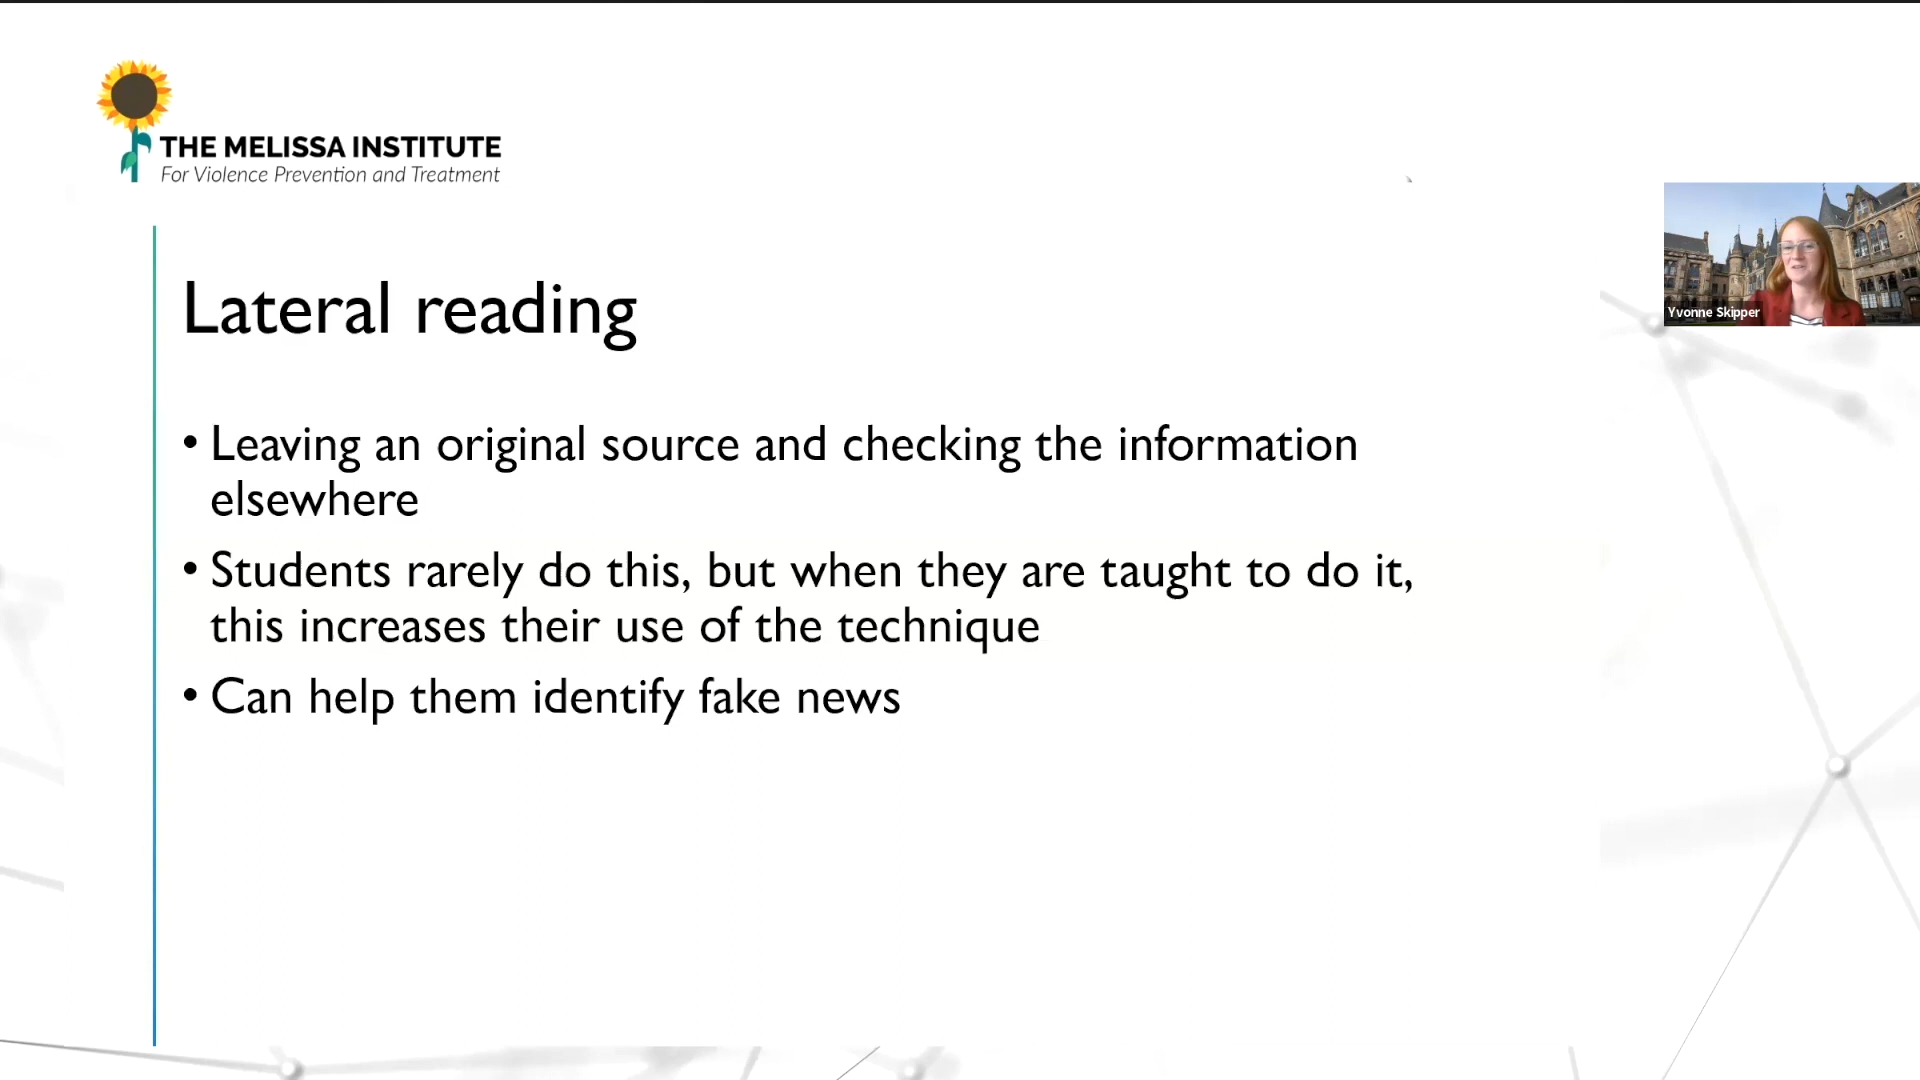 THE MELISSA INSTITUTE
For Violence Prevention and Treatment
Yvonne Skipper
Lateral reading
• Leaving an original source and checking the information
elsewhere
• Students rarely do this, but when they are taught to do it,
this increases their use of the technique
• Can help them identify fake news